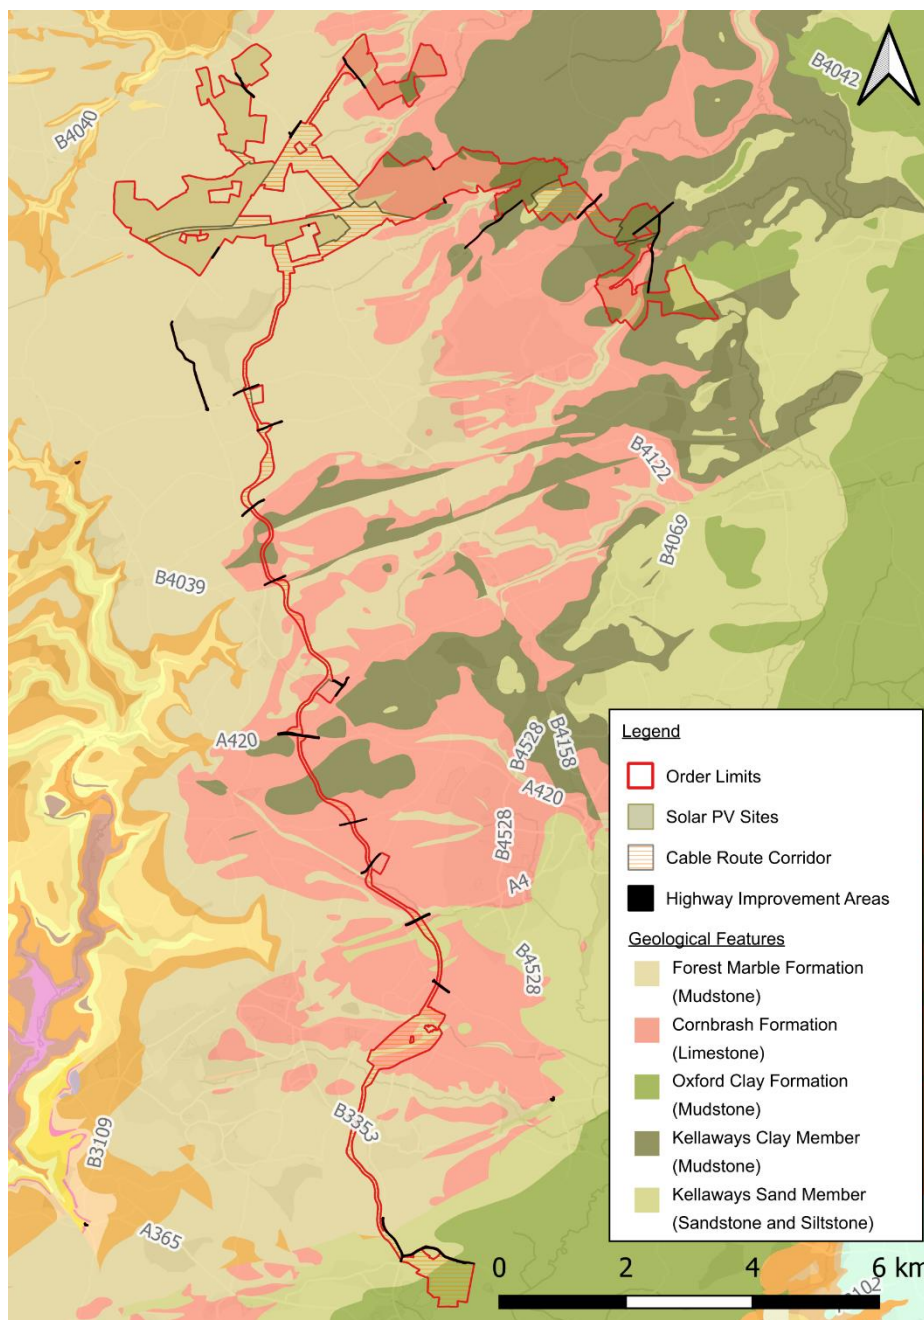 B4042
B4040
B4122
B4069
B4039
A420
B4528
B4158
A420
B4528
A4
B4528
B3353
B3109
A365
Legend
Order Limits
Solar PV Sites
Cable Route Corridor
Highway Improvement Areas
Geological Features
Forest Marble Formation
(Mudstone)
Cornbrash Formation
(Limestone)
Oxford Clay Formation
(Mudstone)
Kellaways Clay Member
(Mudstone)
Kellaways Sand Member
(Sandstone and Siltstone)
0 2 4 6 km